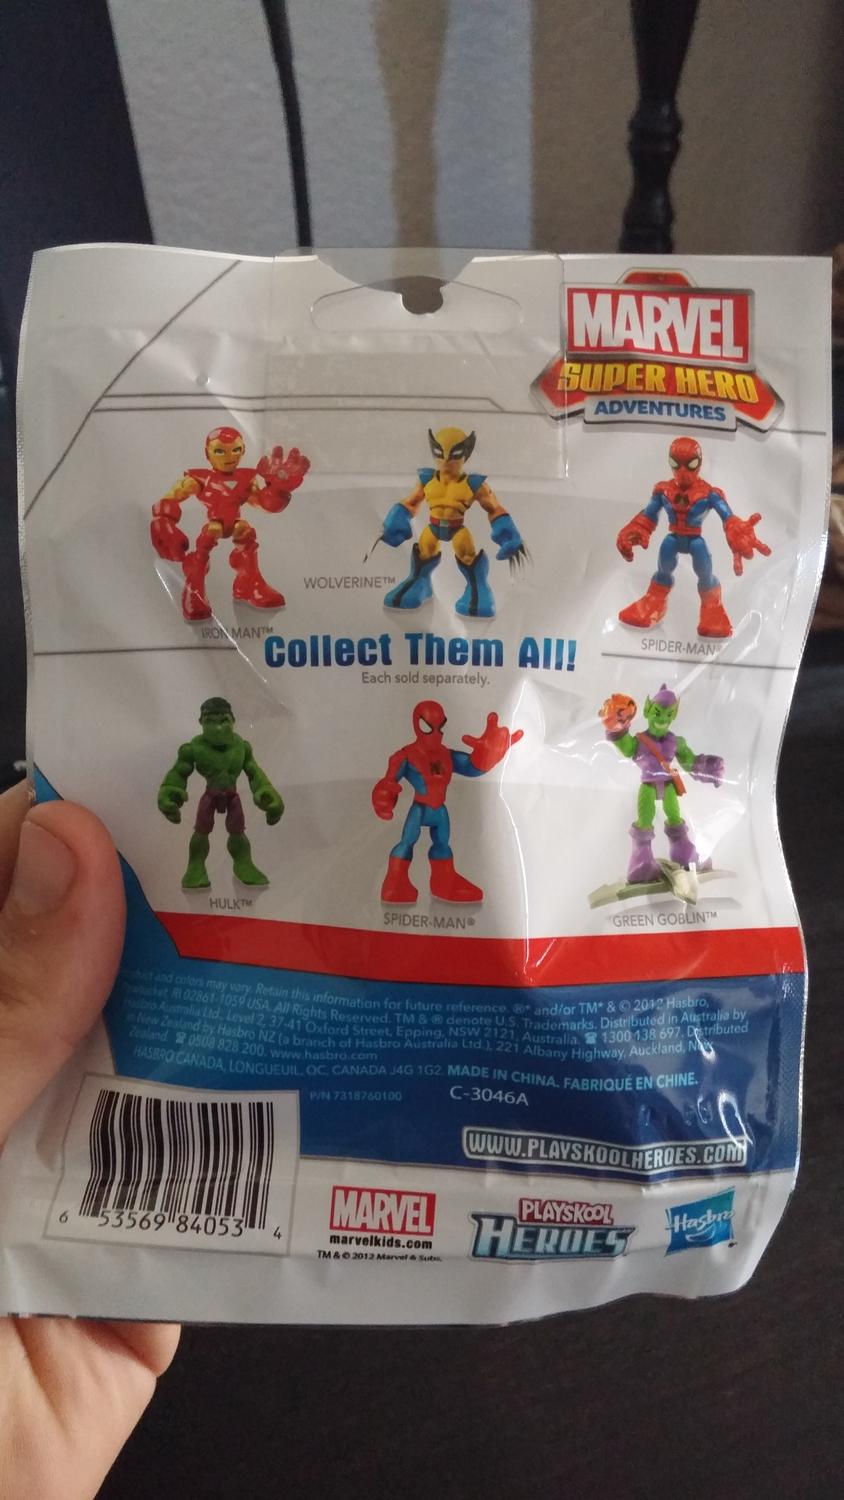 MARVEL
SUPER HERO
ADVENTURES
WOLVERINE™
IRON MAN™
SPIDER-MAN
Collect Them All!
Each sold separately.
HULK™
SPIDER-MAN®
GREEN GOBLIN™
and colors may vary. Retain this information for future reference. ®* and/or TM* & © 2012 Hasbro,
Pawtucket, RI 02861-1059 USA. All Rights Reserved. TM & ® denote U.S. Trademarks. Distributed in Australia by
Hasbro Australia Ltd., Level 2, 37-41 Oxford Street, Epping, NSW 2121, Australia. ☎ 1300 138 697. Distributed
in New Zealand by Hasbro NZ (a branch of Hasbro Australia Ltd.), 221 Albany Highway, Auckland, New
Zealand. ☎ 0508 828 200. www.hasbro.com
HASBRO CANADA, LONGUEUIL, QC, CANADA J4G 1G2. MADE IN CHINA. FABRIQUÉ EN CHINE.
P/N 7318760100 C-3046A
WWW.PLAYSKOOLHEROES.COM
6 53569 84053 4
MARVEL
marvelkids.com
TM & © 2012 Marvel & Subs.
PLAYSKOOL
HEROES
Hasbro